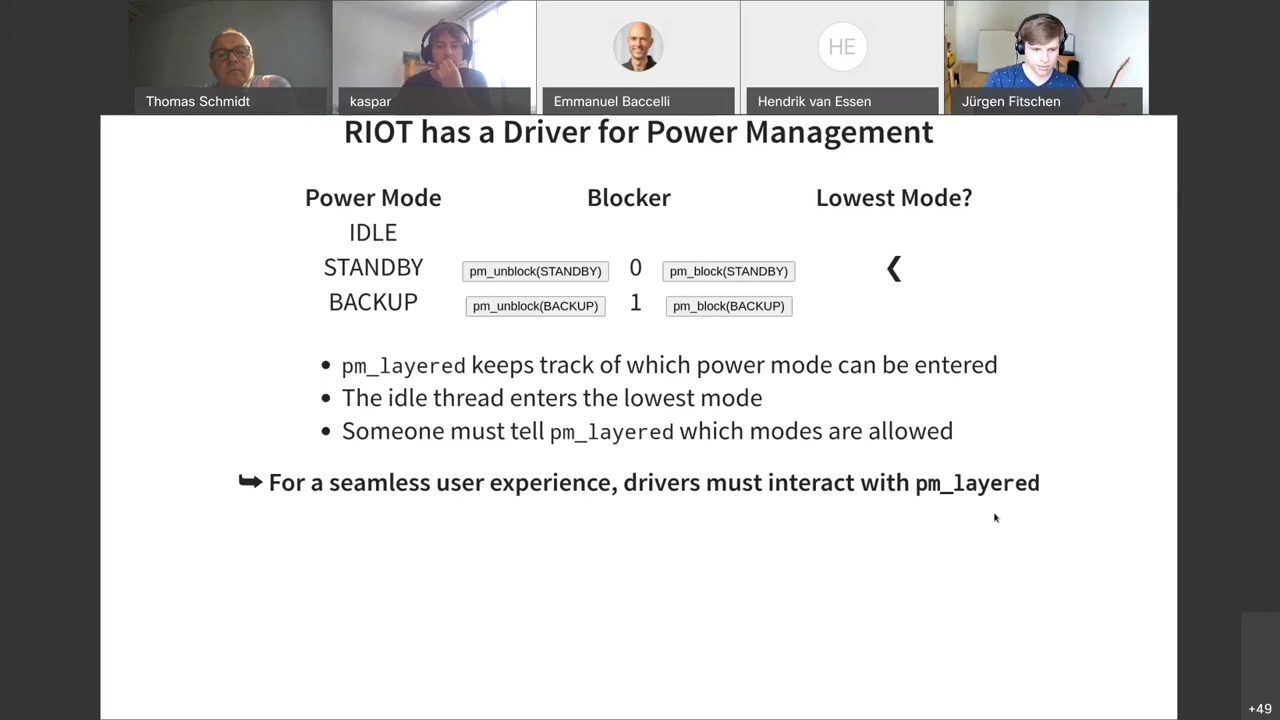 HE
Thomas Schmidt
kaspar
Emmanuel Baccelli
Hendrik van Essen
Jürgen Fitschen
RIOT has a Driver for Power Management
Power Mode Blocker Lowest Mode?
IDLE
STANDBY pm_unblock(STANDBY) 0 pm_block(STANDBY) ❮
BACKUP pm_unblock(BACKUP) 1 pm_block(BACKUP)
• pm_layered keeps track of which power mode can be entered
• The idle thread enters the lowest mode
• Someone must tell pm_layered which modes are allowed
➥ For a seamless user experience, drivers must interact with pm_layered
+49